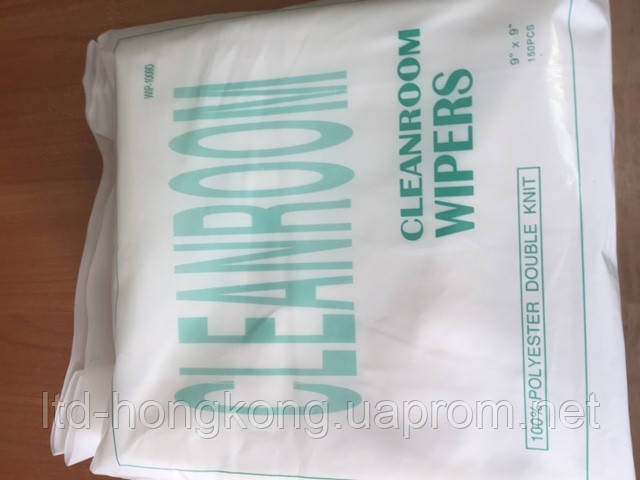 WIP-1009D
CLEANROOM
CLEANROOM
WIPERS
9" x 9"
150PCS
100% POLYESTER DOUBLE KNIT
ltd-hongkong.uaprom.net